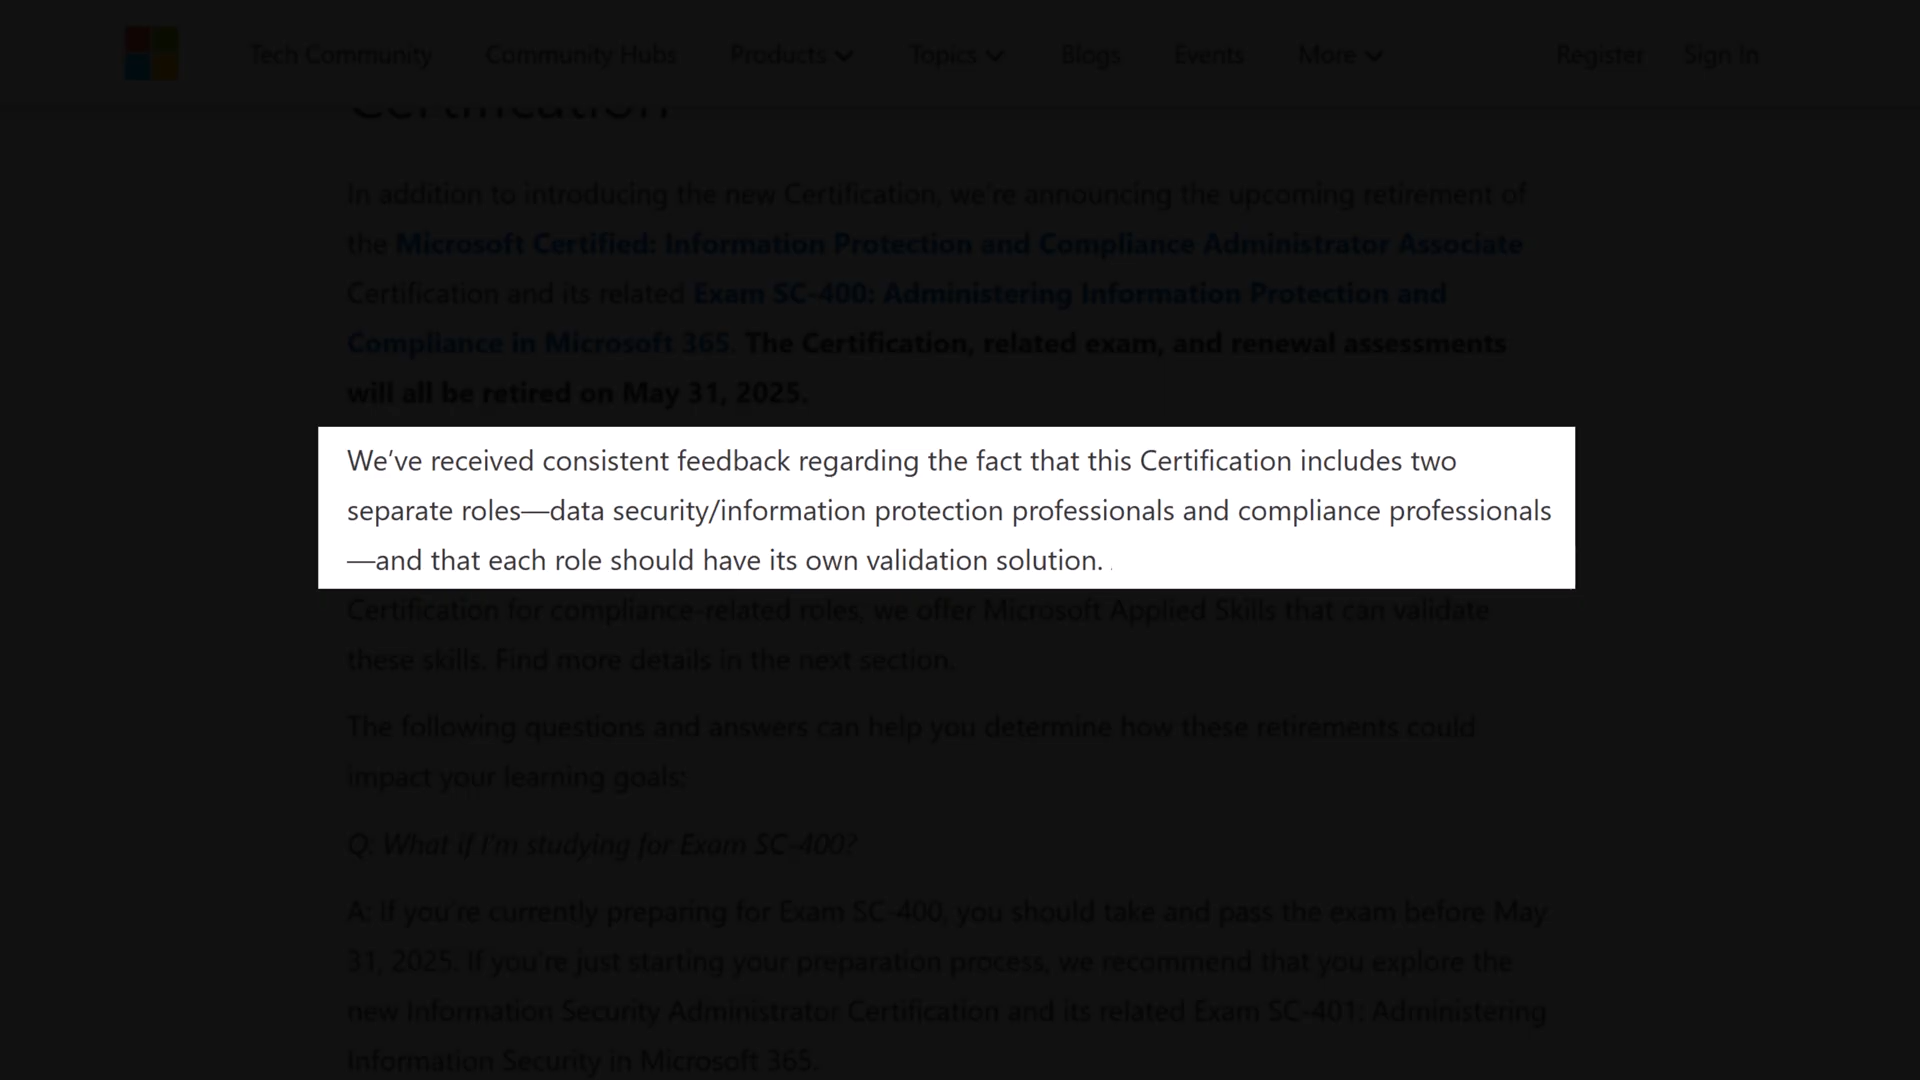 Tech Community Community Hubs Products Topics Blogs Events More Register Sign In
Certification
In addition to introducing the new Certification, we're announcing the upcoming retirement of
the Microsoft Certified: Information Protection and Compliance Administrator Associate
Certification and its related Exam SC-400: Administering Information Protection and
Compliance in Microsoft 365. The Certification, related exam, and renewal assessments
will all be retired on May 31, 2025.
We’ve received consistent feedback regarding the fact that this Certification includes two
separate roles—data security/information protection professionals and compliance professionals
—and that each role should have its own validation solution.
Certification for compliance-related roles, we offer Microsoft Applied Skills that can validate
these skills. Find more details in the next section.
The following questions and answers can help you determine how these retirements could
impact your learning goals:
Q: What if I'm studying for Exam SC-400?
A: If you're currently preparing for Exam SC-400, you should take and pass the exam before May
31, 2025. If you're just starting your preparation process, we recommend that you explore the
new Information Security Administrator Certification and its related Exam SC-401: Administering
Information Security in Microsoft 365.